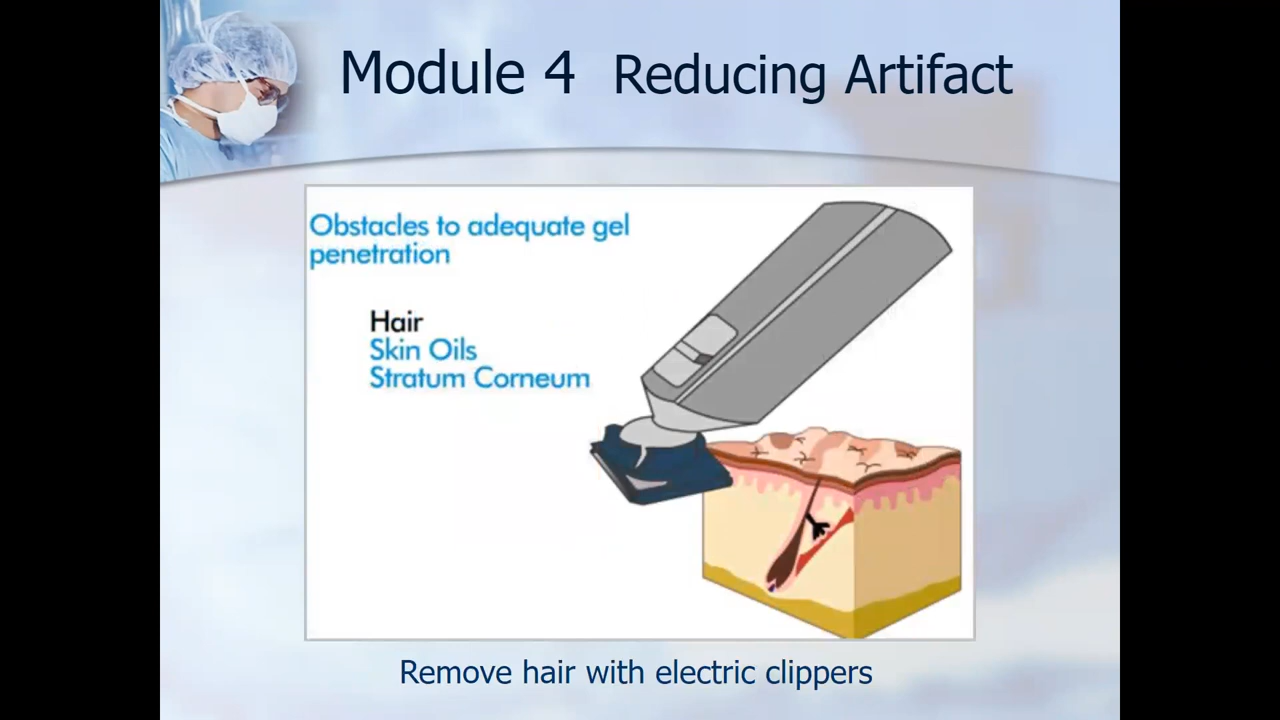 Module 4 Reducing Artifact
Obstacles to adequate gel
penetration
Hair
Skin Oils
Stratum Corneum
Remove hair with electric clippers